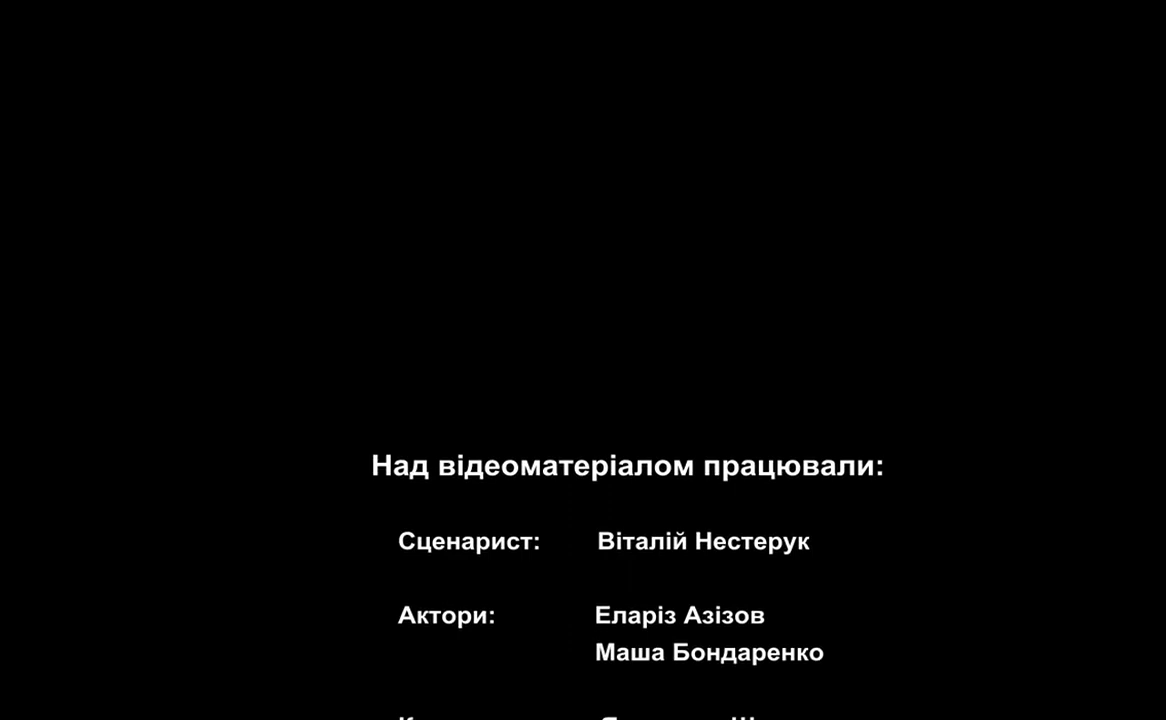 Над відеоматеріалом працювали:
Сценарист: Віталій Нестерук
Актори: Еларіз Азізов
Маша Бондаренко